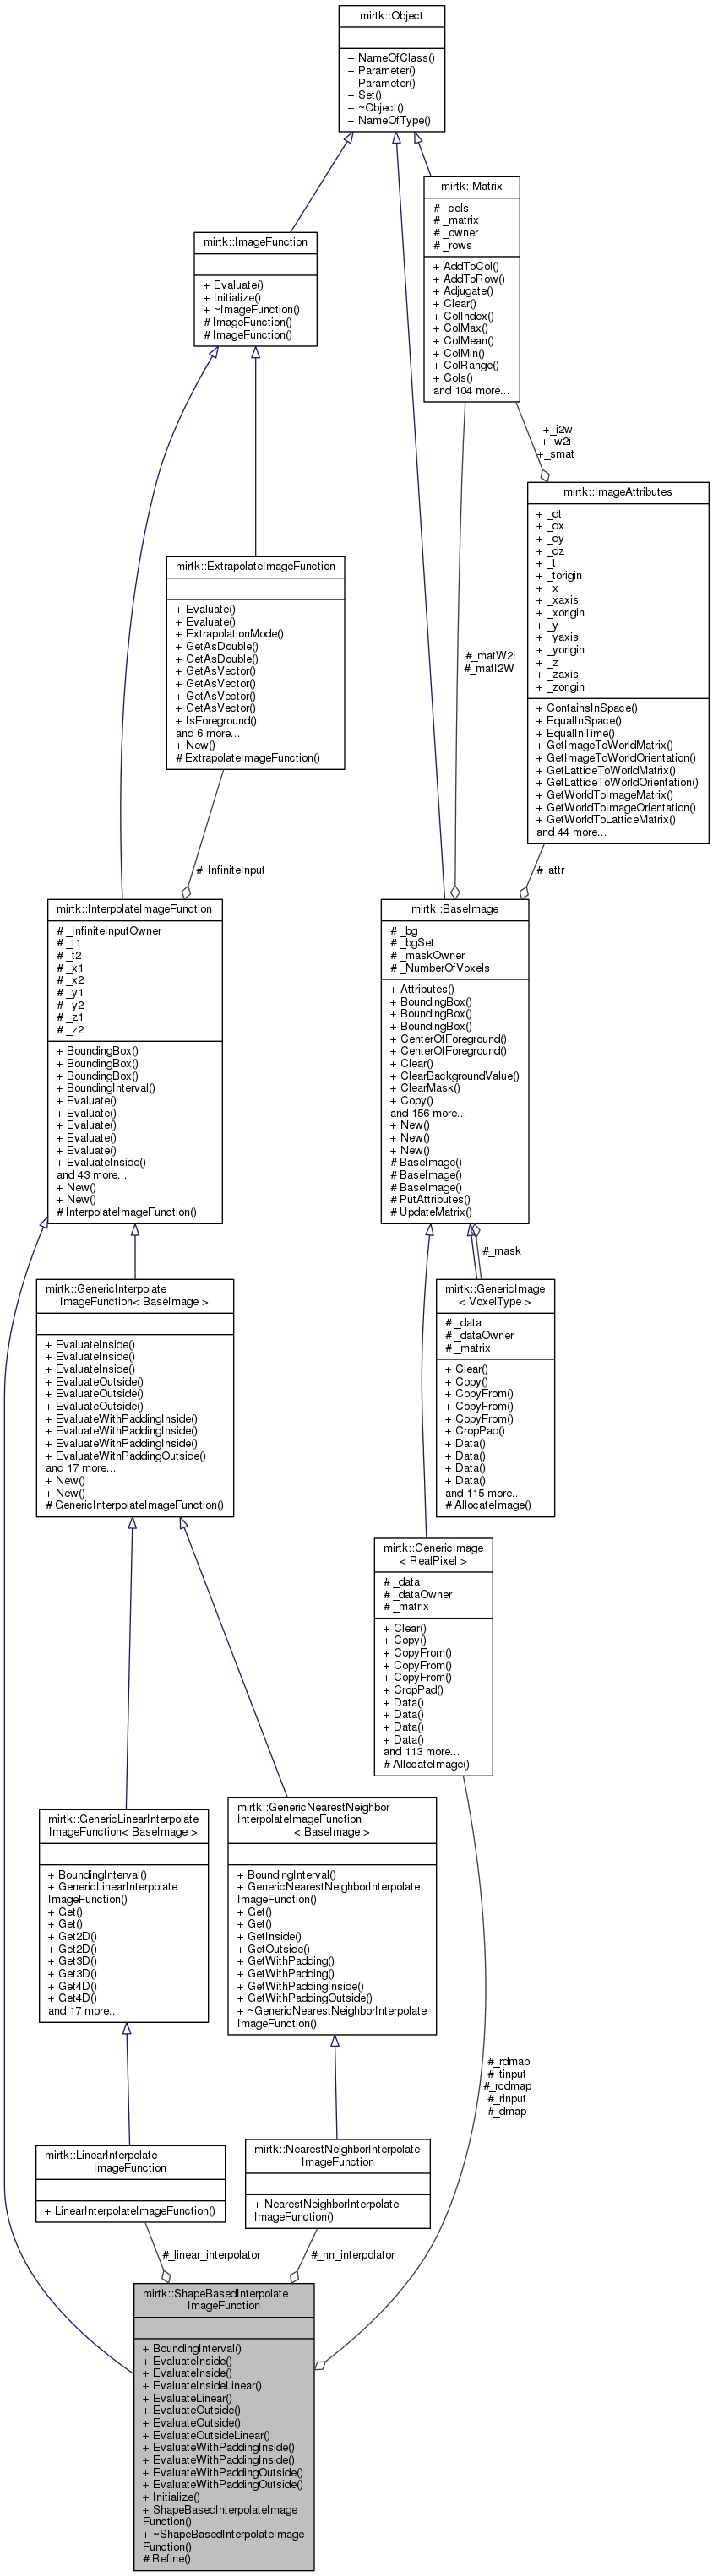 mirtk::Object
+ NameOfClass()
+ Parameter()
+ Parameter()
+ Set()
+ ~Object()
+ NameOfType()
mirtk::Matrix
# _cols
# _matrix
# _owner
# _rows
+ AddToCol()
+ AddToRow()
+ Adjugate()
+ Clear()
+ ColIndex()
+ ColMax()
+ ColMean()
+ ColMin()
+ ColRange()
+ Cols()
and 104 more...
mirtk::ImageFunction
+ Evaluate()
+ Initialize()
+ ~ImageFunction()
# ImageFunction()
# ImageFunction()
+_i2w
+_w2i
+_smat
mirtk::ImageAttributes
+ _dt
+ _dx
+ _dy
+ _dz
+ _t
+ _torigin
+ _x
+ _xaxis
+ _xorigin
+ _y
+ _yaxis
+ _yorigin
+ _z
+ _zaxis
+ _zorigin
+ ContainsInSpace()
+ EqualInSpace()
+ EqualInTime()
+ GetImageToWorldMatrix()
+ GetImageToWorldOrientation()
+ GetLatticeToWorldMatrix()
+ GetLatticeToWorldOrientation()
+ GetWorldToImageMatrix()
+ GetWorldToImageOrientation()
+ GetWorldToLatticeMatrix()
and 44 more...
mirtk::ExtrapolateImageFunction
+ Evaluate()
+ Evaluate()
+ ExtrapolationMode()
+ GetAsDouble()
+ GetAsDouble()
+ GetAsVector()
+ GetAsVector()
+ GetAsVector()
+ GetAsVector()
+ IsForeground()
and 6 more...
+ New()
# ExtrapolateImageFunction()
#_matW2I
#_matI2W
#_InfiniteInput
#_attr
mirtk::InterpolateImageFunction
# _InfiniteInputOwner
# _t1
# _t2
# _x1
# _x2
# _y1
# _y2
# _z1
# _z2
+ BoundingBox()
+ BoundingBox()
+ BoundingBox()
+ BoundingInterval()
+ Evaluate()
+ Evaluate()
+ Evaluate()
+ Evaluate()
+ Evaluate()
+ EvaluateInside()
and 43 more...
+ New()
+ New()
# InterpolateImageFunction()
mirtk::BaseImage
# _bg
# _bgSet
# _maskOwner
# _NumberOfVoxels
+ Attributes()
+ BoundingBox()
+ BoundingBox()
+ BoundingBox()
+ CenterOfForeground()
+ CenterOfForeground()
+ Clear()
+ ClearBackgroundValue()
+ ClearMask()
+ Copy()
and 156 more...
+ New()
+ New()
+ New()
# BaseImage()
# BaseImage()
# BaseImage()
# PutAttributes()
# UpdateMatrix()
#_mask
mirtk::GenericInterpolate
ImageFunction< BaseImage >
+ EvaluateInside()
+ EvaluateInside()
+ EvaluateInside()
+ EvaluateOutside()
+ EvaluateOutside()
+ EvaluateOutside()
+ EvaluateWithPaddingInside()
+ EvaluateWithPaddingInside()
+ EvaluateWithPaddingInside()
+ EvaluateWithPaddingOutside()
and 17 more...
+ New()
+ New()
# GenericInterpolateImageFunction()
mirtk::GenericImage
< VoxelType >
# _data
# _dataOwner
# _matrix
+ Clear()
+ Copy()
+ CopyFrom()
+ CopyFrom()
+ CopyFrom()
+ CropPad()
+ Data()
+ Data()
+ Data()
+ Data()
and 115 more...
# AllocateImage()
mirtk::GenericImage
< RealPixel >
# _data
# _dataOwner
# _matrix
+ Clear()
+ Copy()
+ CopyFrom()
+ CopyFrom()
+ CopyFrom()
+ CropPad()
+ Data()
+ Data()
+ Data()
+ Data()
and 113 more...
# AllocateImage()
mirtk::GenericLinearInterpolate
ImageFunction< BaseImage >
+ BoundingInterval()
+ GenericLinearInterpolate
ImageFunction()
+ Get()
+ Get()
+ Get2D()
+ Get2D()
+ Get3D()
+ Get3D()
+ Get4D()
+ Get4D()
and 17 more...
mirtk::GenericNearestNeighbor
InterpolateImageFunction
< BaseImage >
+ BoundingInterval()
+ GenericNearestNeighborInterpolate
ImageFunction()
+ Get()
+ Get()
+ GetInside()
+ GetOutside()
+ GetWithPadding()
+ GetWithPadding()
+ GetWithPaddingInside()
+ GetWithPaddingOutside()
+ ~GenericNearestNeighborInterpolate
ImageFunction()
#_rdmap
#_tinput
#_rcdmap
#_rinput
#_dmap
mirtk::LinearInterpolate
ImageFunction
+ LinearInterpolateImageFunction()
mirtk::NearestNeighborInterpolate
ImageFunction
+ NearestNeighborInterpolate
ImageFunction()
#_linear_interpolator
#_nn_interpolator
mirtk::ShapeBasedInterpolate
ImageFunction
+ BoundingInterval()
+ EvaluateInside()
+ EvaluateInside()
+ EvaluateInsideLinear()
+ EvaluateLinear()
+ EvaluateOutside()
+ EvaluateOutside()
+ EvaluateOutsideLinear()
+ EvaluateWithPaddingInside()
+ EvaluateWithPaddingInside()
+ EvaluateWithPaddingOutside()
+ EvaluateWithPaddingOutside()
+ Initialize()
+ ShapeBasedInterpolateImage
Function()
+ ~ShapeBasedInterpolateImage
Function()
# Refine()